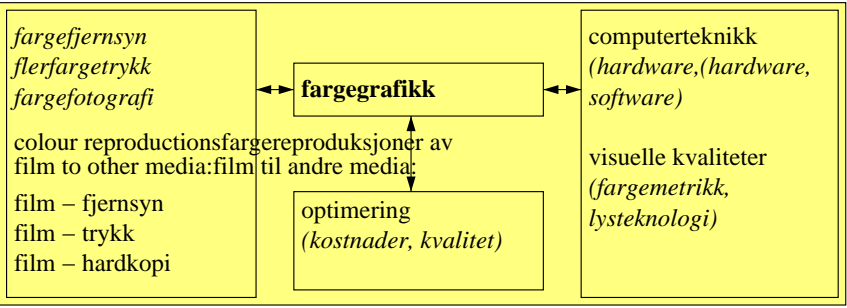 fargefjernsyn
flerfargetrykk
fargefotografi
colour reproductionsfargereproduksjoner av
film to other media:film til andre media:
film – fjernsyn
film – trykk
film – hardkopi
fargegrafikk
optimering
(kostnader, kvalitet)
computerteknikk
(hardware,(hardware,
software)
visuelle kvaliteter
(fargemetrikk,
lysteknologi)